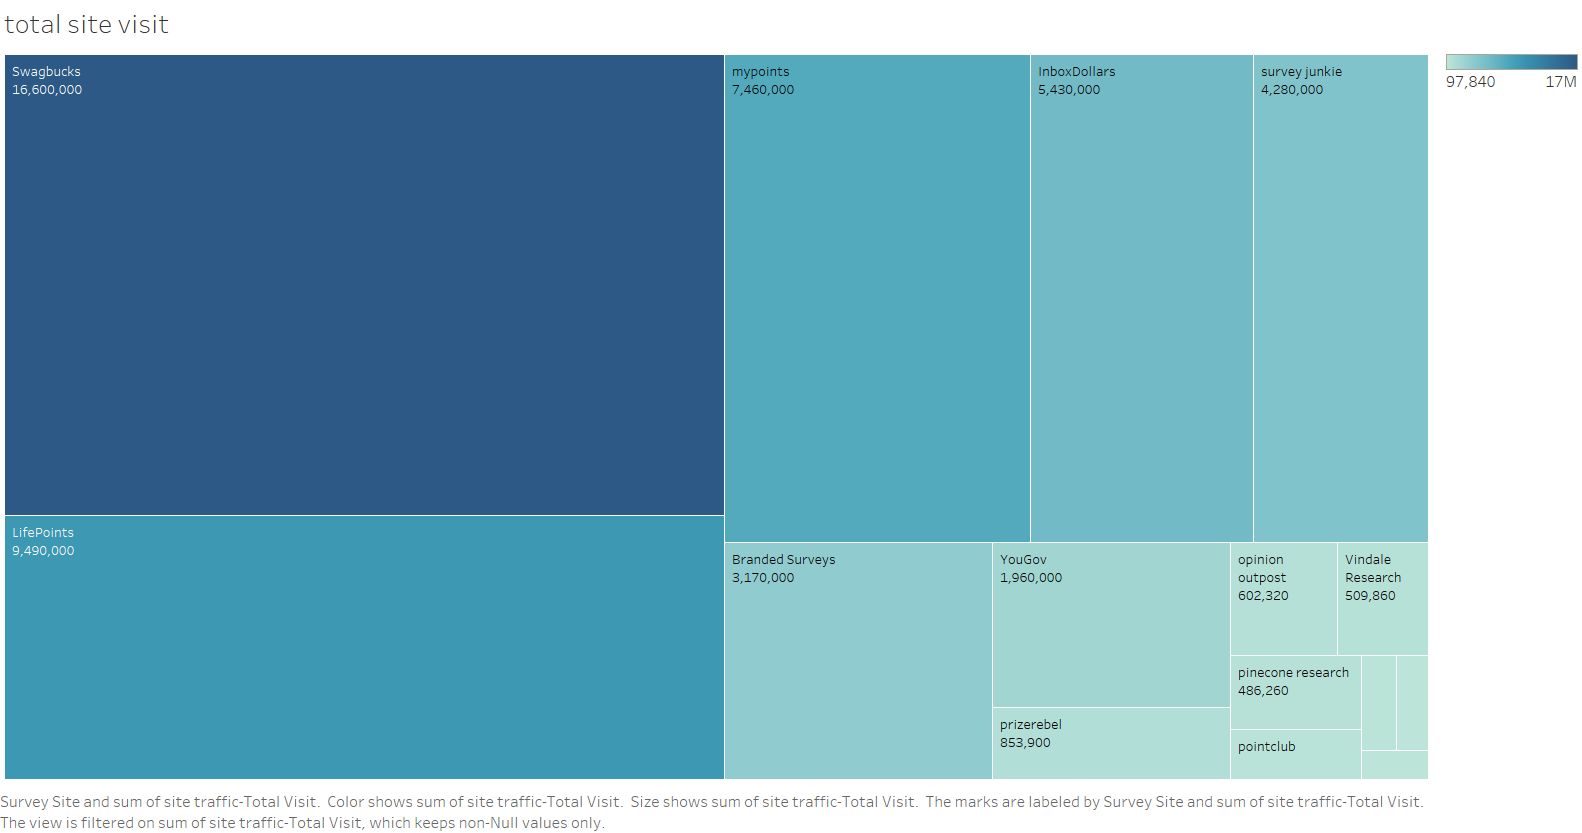 total site visit
Swagbucks
16,600,000
mypoints
7,460,000
InboxDollars
5,430,000
survey junkie
4,280,000
97,840
17M
LifePoints
9,490,000
Branded Surveys
3,170,000
YouGov
1,960,000
opinion
outpost
602,320
Vindale
Research
509,860
pinecone research
486,260
prizerebel
853,900
pointclub
Survey Site and sum of site traffic-Total Visit.  Color shows sum of site traffic-Total Visit.  Size shows sum of site traffic-Total Visit.  The marks are labeled by Survey Site and sum of site traffic-Total Visit.
The view is filtered on sum of site traffic-Total Visit, which keeps non-Null values only.